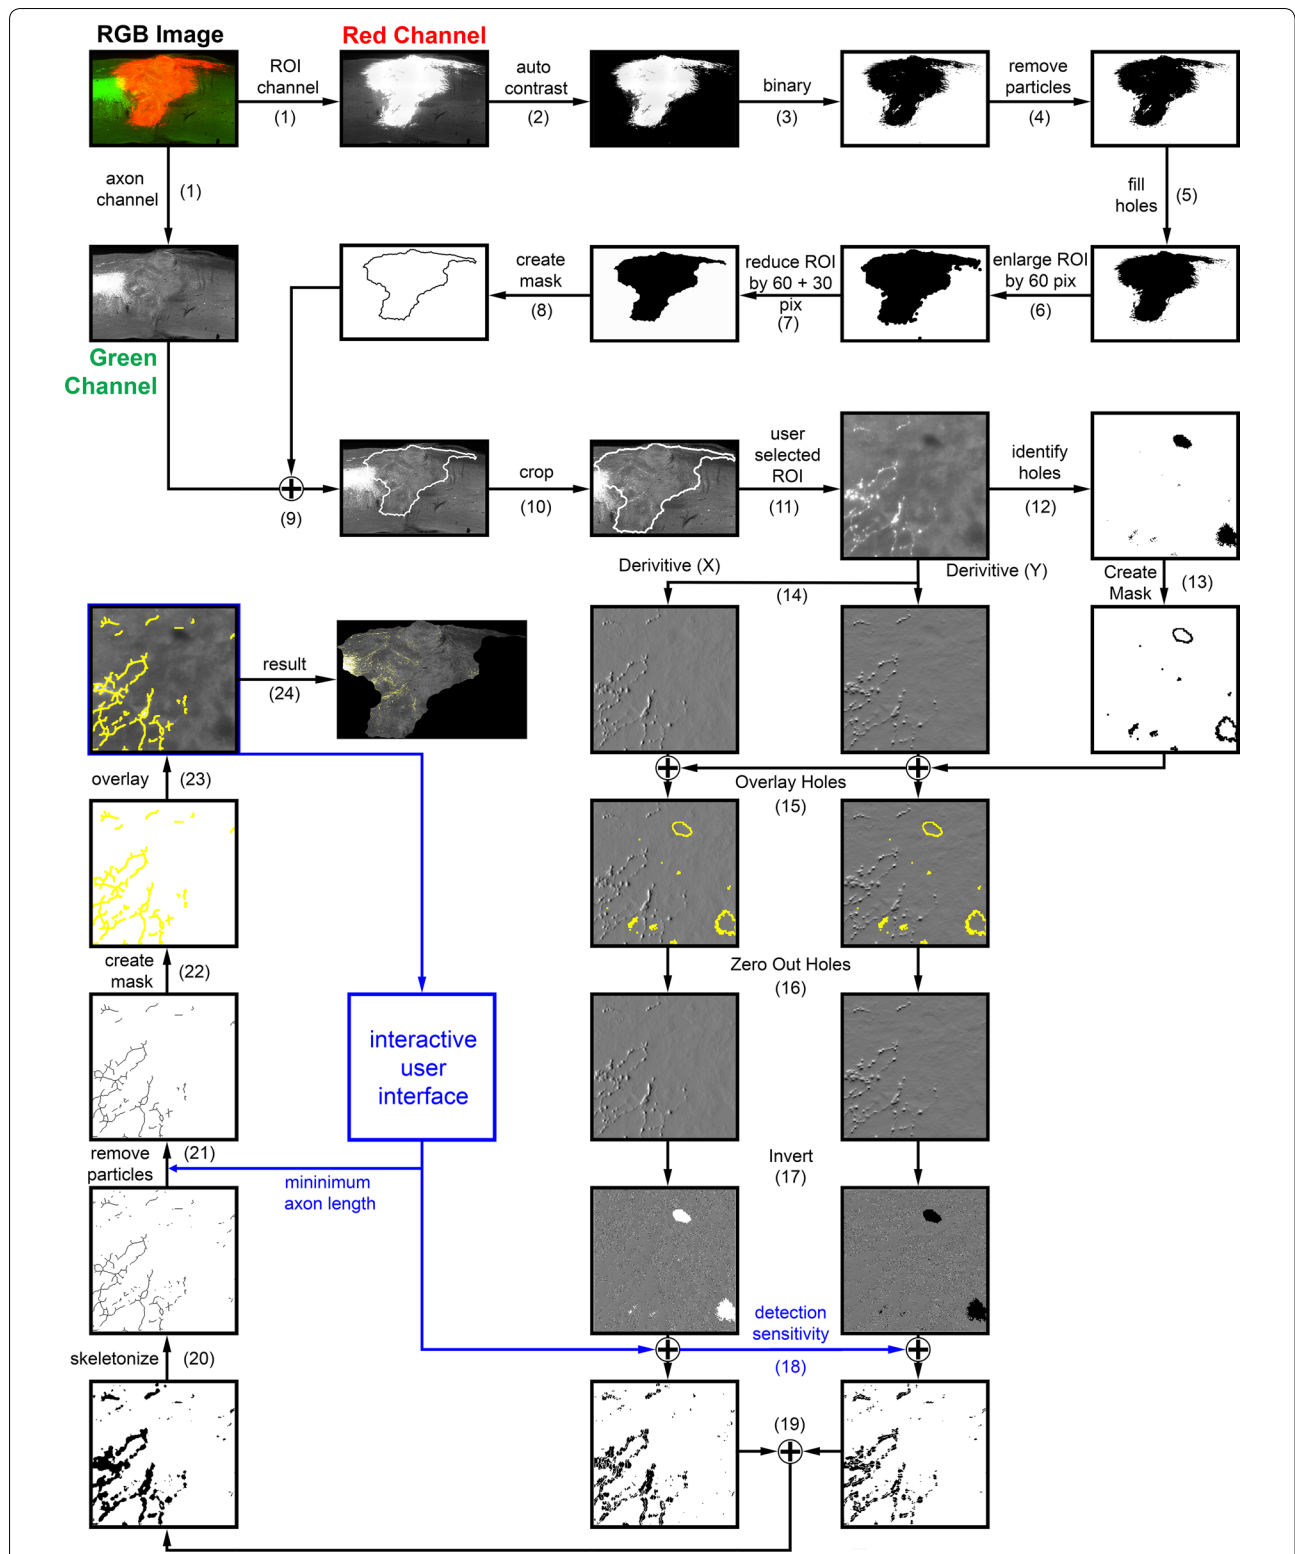 RGB Image
Red Channel
ROI
channel
(1)
auto
contrast
(2)
binary
(3)
remove
particles
(4)
axon
channel
(1)
fill
holes
(5)
create
mask
(8)
reduce ROI
by 60 + 30
pix
(7)
enlarge ROI
by 60 pix
(6)
Green
Channel
(9)
crop
(10)
user
selected
ROI
(11)
identify
holes
(12)
Derivitive (X)
(14)
Derivitive (Y)
Create
Mask
(13)
result
(24)
overlay
(23)
Overlay Holes
(15)
create
mask
(22)
Zero Out Holes
(16)
interactive
user
interface
remove
particles
(21)
mininimum
axon length
Invert
(17)
detection
sensitivity
(18)
skeletonize
(20)
(19)